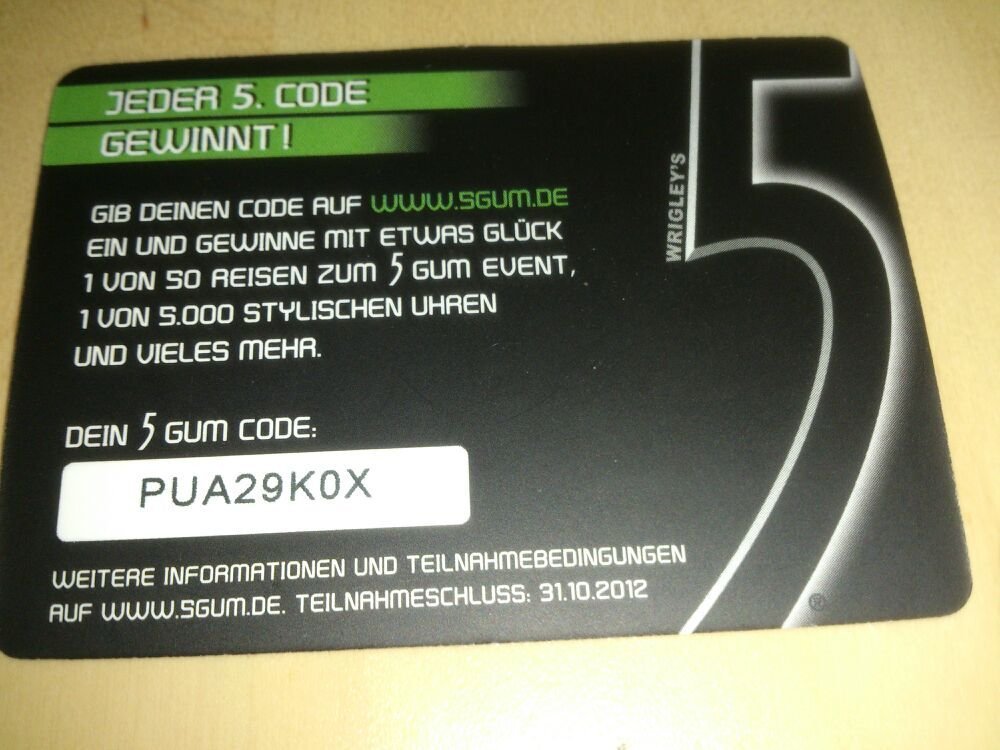 JEDER 5. CODE
GEWINNT!
GIB DEINEN CODE AUF WWW.5GUM.DE
EIN UND GEWINNE MIT ETWAS GLÜCK
1 VON 50 REISEN ZUM 5 GUM EVENT,
1 VON 5.000 STYLISCHEN UHREN
UND VIELES MEHR.
DEIN 5 GUM CODE:
PUA29K0X
WEITERE INFORMATIONEN UND TEILNAHMEBEDINGUNGEN
AUF WWW.5GUM.DE. TEILNAHMESCHLUSS: 31.10.2012
WRIGLEY'S
5
®